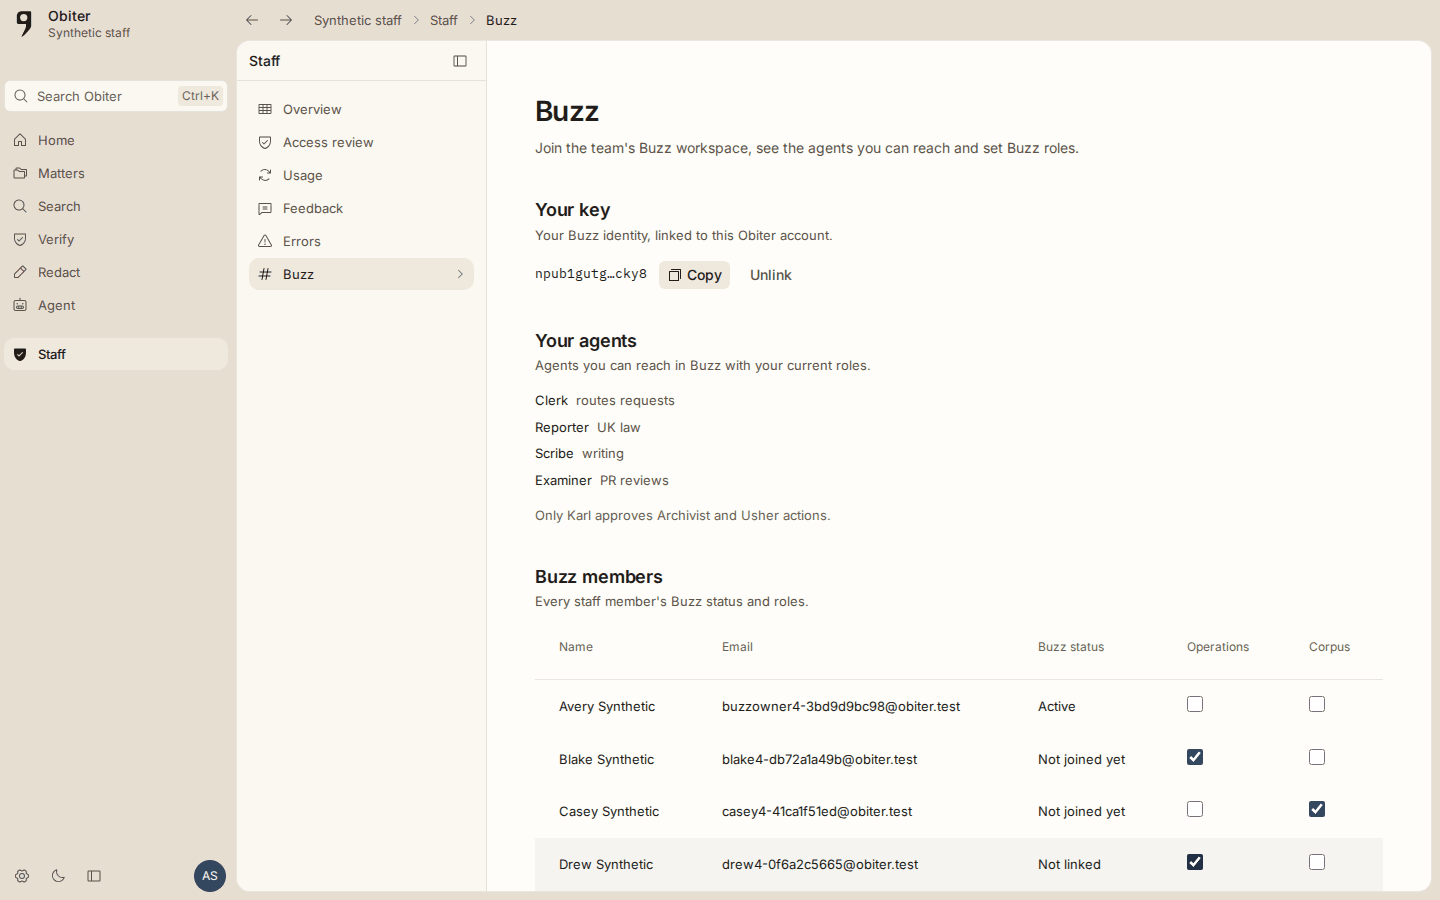 Obiter
Synthetic staff
Search Obiter Ctrl+K
Home
Matters
Search
Verify
Redact
Agent
Staff
AS
Synthetic staff Staff Buzz
Staff
Overview
Access review
Usage
Feedback
Errors
Buzz
Buzz
Join the team's Buzz workspace, see the agents you can reach and set Buzz roles.
Your key
Your Buzz identity, linked to this Obiter account.
npub1gutg…cky8 Copy Unlink
Your agents
Agents you can reach in Buzz with your current roles.
Clerk routes requests
Reporter UK law
Scribe writing
Examiner PR reviews
Only Karl approves Archivist and Usher actions.
Buzz members
Every staff member's Buzz status and roles.
Name Email Buzz status Operations Corpus
Avery Synthetic buzzowner4-3bd9d9bc98@obiter.test Active
Blake Synthetic blake4-db72a1a49b@obiter.test Not joined yet
Casey Synthetic casey4-41ca1f51ed@obiter.test Not joined yet
Drew Synthetic drew4-0f6a2c5665@obiter.test Not linked